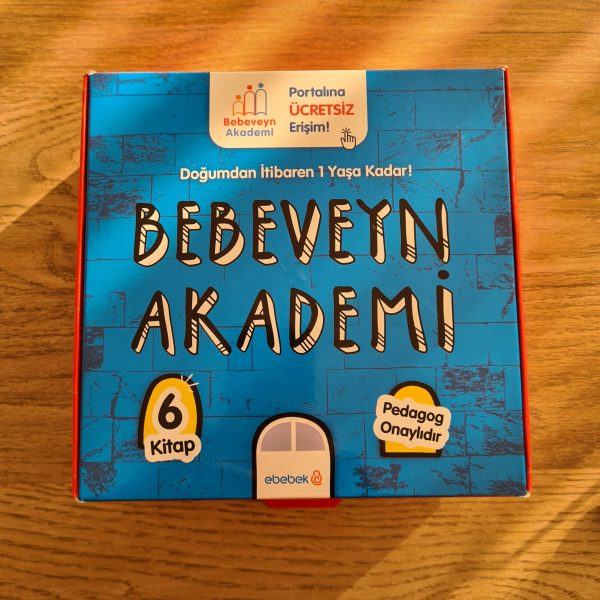 Bebeveyn
Akademi
Portalına
ÜCRETSİZ
Erişim!
Doğumdan İtibaren 1 Yaşa Kadar!
BEBEVEYN
AKADEMİ
6
Kitap
Pedagog
Onaylıdır
ebebek